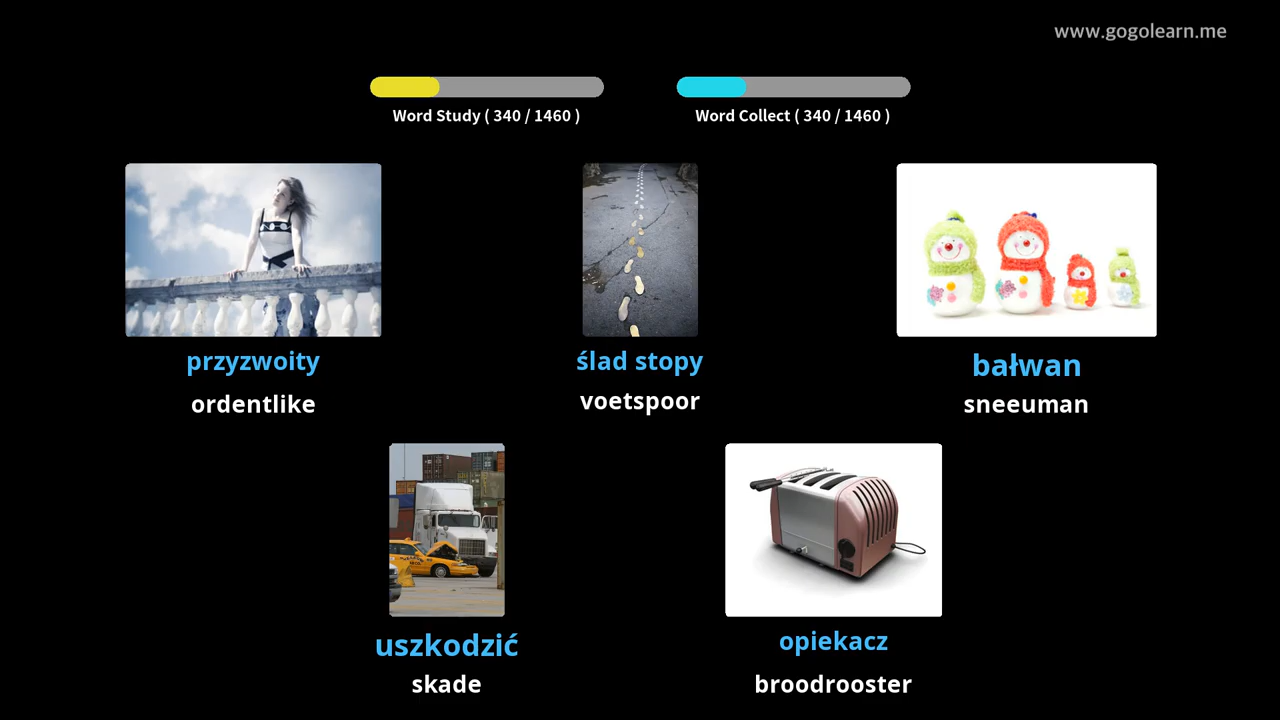 www.gogolearn.me
Word Study ( 340 / 1460 )
Word Collect ( 340 / 1460 )
przyzwoity
ordentlike
ślad stopy
voetspoor
bałwan
sneeuman
uszkodzić
skade
opiekacz
broodrooster